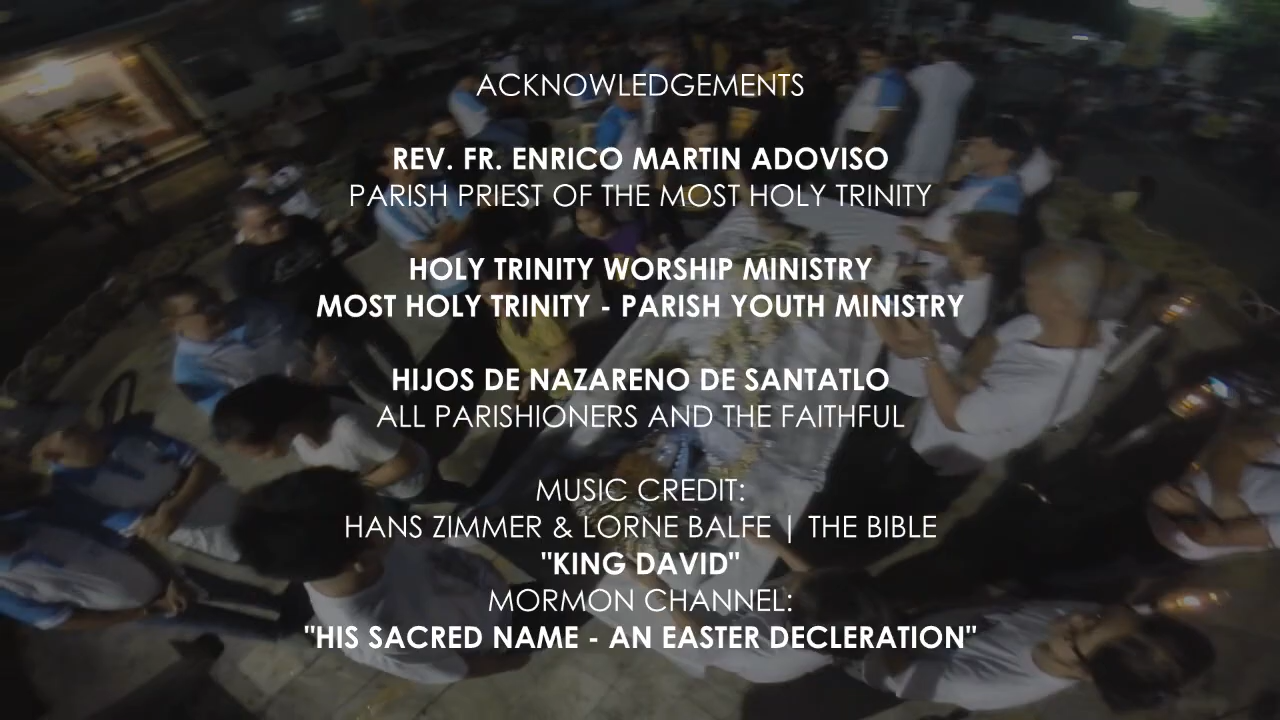 ACKNOWLEDGEMENTS
REV. FR. ENRICO MARTIN ADOVISO
PARISH PRIEST OF THE MOST HOLY TRINITY
HOLY TRINITY WORSHIP MINISTRY
MOST HOLY TRINITY - PARISH YOUTH MINISTRY
HIJOS DE NAZARENO DE SANTATLO
ALL PARISHIONERS AND THE FAITHFUL
MUSIC CREDIT:
HANS ZIMMER & LORNE BALFE | THE BIBLE
"KING DAVID"
MORMON CHANNEL:
"HIS SACRED NAME - AN EASTER DECLERATION"